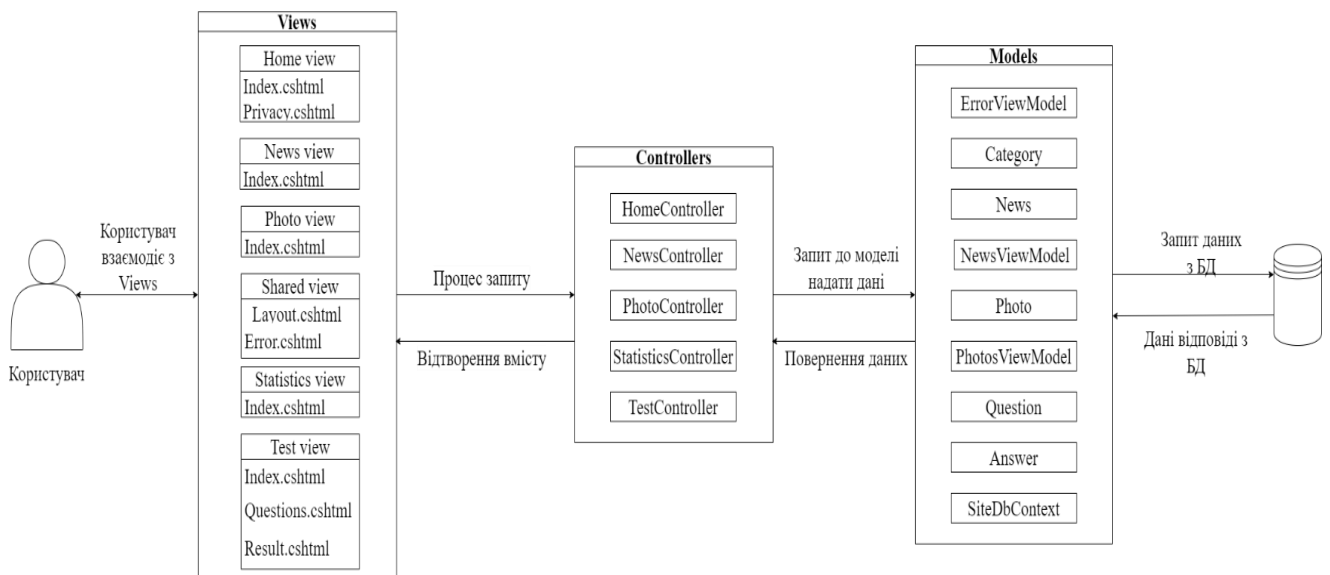 Views
Home view
Index.cshtml
Privacy.cshtml
News view
Index.cshtml
Photo view
Index.cshtml
Shared view
Layout.cshtml
Error.cshtml
Statistics view
Index.cshtml
Test view
Index.cshtml
Questions.cshtml
Result.cshtml
Користувач
взаємодіє з
Views
Користувач
Процес запиту
Відтворення вмісту
Controllers
HomeController
NewsController
PhotoController
StatisticsController
TestController
Запит до моделі
надати дані
Повернення даних
Models
ErrorViewModel
Category
News
NewsViewModel
Photo
PhotosViewModel
Question
Answer
SiteDbContext
Запит даних
з БД
Дані відповіді з
БД